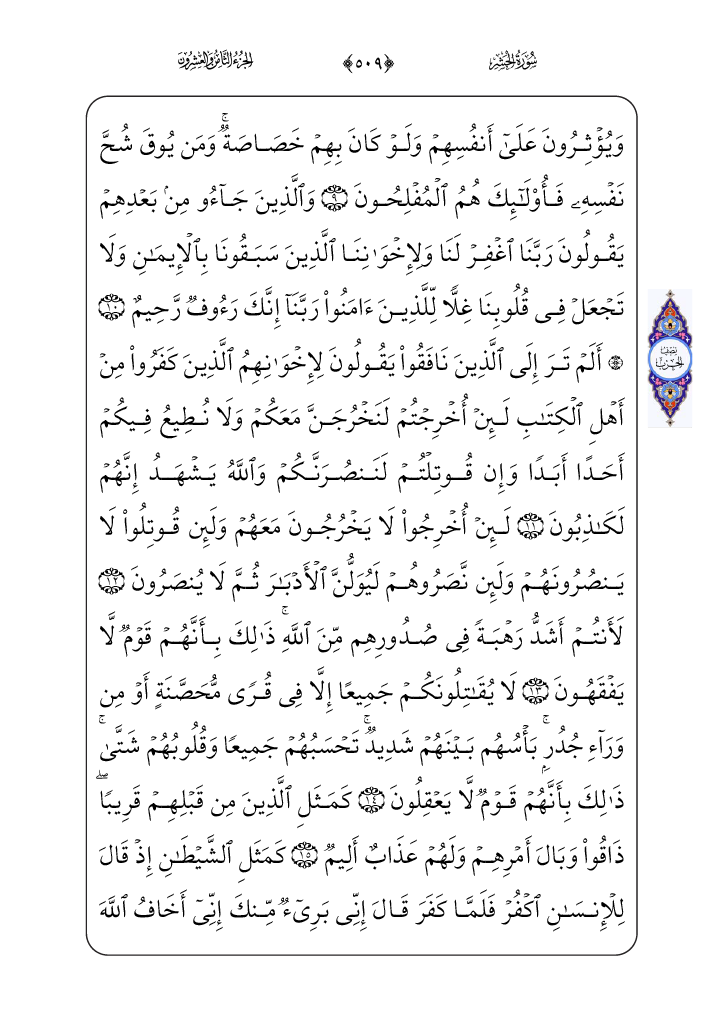 سُورَةُ الحَشْرِ
﴿٥٠٩﴾
الجُزْءُ الثَّامِنُ وَالعِشْرُونَ
وَيُؤْثِرُونَ عَلَىٰٓ أَنفُسِهِمْ وَلَوْ كَانَ بِهِمْ خَصَاصَةٌۚ وَمَن يُوقَ شُحَّ
نَفْسِهِۦ فَأُوْلَٰٓئِكَ هُمُ ٱلْمُفْلِحُونَ ٩ وَٱلَّذِينَ جَآءُو مِنۢ بَعْدِهِمْ
يَقُولُونَ رَبَّنَا ٱغْفِرْ لَنَا وَلِإِخْوَٰنِنَا ٱلَّذِينَ سَبَقُونَا بِٱلْإِيمَٰنِ وَلَا
تَجْعَلْ فِى قُلُوبِنَا غِلًّا لِّلَّذِينَ ءَامَنُواْ رَبَّنَآ إِنَّكَ رَءُوفٌ رَّحِيمٌ ١٠
۞ أَلَمْ تَرَ إِلَى ٱلَّذِينَ نَافَقُواْ يَقُولُونَ لِإِخْوَٰنِهِمُ ٱلَّذِينَ كَفَرُواْ مِنْ
أَهْلِ ٱلْكِتَٰبِ لَئِنْ أُخْرِجْتُمْ لَنَخْرُجَنَّ مَعَكُمْ وَلَا نُطِيعُ فِيكُمْ
أَحَدًا أَبَدًا وَإِن قُوتِلْتُمْ لَنَنصُرَنَّكُمْ وَٱللَّهُ يَشْهَدُ إِنَّهُمْ
لَكَٰذِبُونَ ١١ لَئِنْ أُخْرِجُواْ لَا يَخْرُجُونَ مَعَهُمْ وَلَئِن قُوتِلُواْ لَا
يَنصُرُونَهُمْ وَلَئِن نَّصَرُوهُمْ لَيُوَلُّنَّ ٱلْأَدْبَٰرَ ثُمَّ لَا يُنصَرُونَ ١٢
لَأَنتُمْ أَشَدُّ رَهْبَةً فِى صُدُورِهِم مِّنَ ٱللَّهِۚ ذَٰلِكَ بِأَنَّهُمْ قَوْمٌ لَّا
يَفْقَهُونَ ١٣ لَا يُقَٰتِلُونَكُمْ جَمِيعًا إِلَّا فِى قُرًى مُّحَصَّنَةٍ أَوْ مِن
وَرَآءِ جُدُرٍۭۚ بَأْسُهُم بَيْنَهُمْ شَدِيدٌۚ تَحْسَبُهُمْ جَمِيعًا وَقُلُوبُهُمْ شَتَّىٰۚ
ذَٰلِكَ بِأَنَّهُمْ قَوْمٌ لَّا يَعْقِلُونَ ١٤ كَمَثَلِ ٱلَّذِينَ مِن قَبْلِهِمْ قَرِيبًاۖ
ذَاقُواْ وَبَالَ أَمْرِهِمْ وَلَهُمْ عَذَابٌ أَلِيمٌ ١٥ كَمَثَلِ ٱلشَّيْطَٰنِ إِذْ قَالَ
لِلْإِنسَٰنِ ٱكْفُرْ فَلَمَّا كَفَرَ قَالَ إِنِّى بَرِىٓءٌ مِّنكَ إِنِّىٓ أَخَافُ ٱللَّهَ
نصف
الحزب